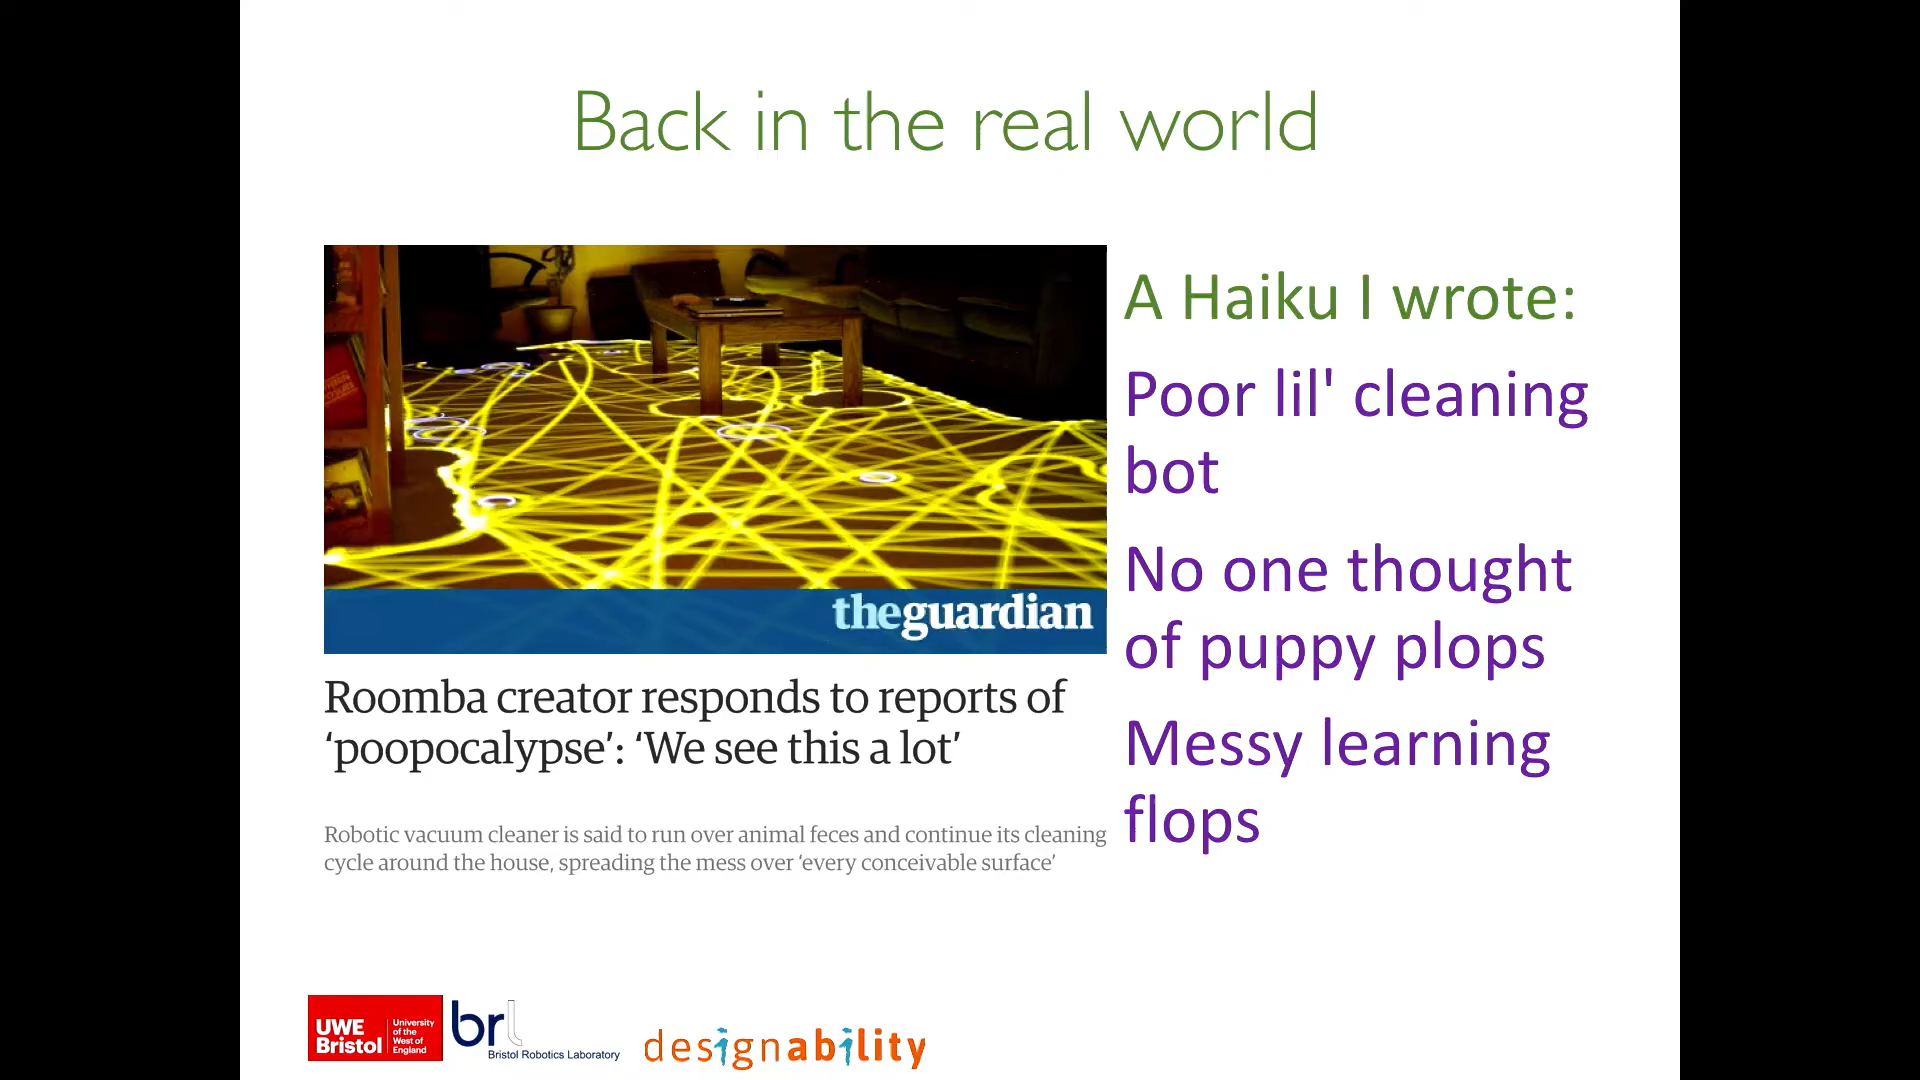 Back in the real world
theguardian
Roomba creator responds to reports of
‘poopocalypse’: ‘We see this a lot’
Robotic vacuum cleaner is said to run over animal feces and continue its cleaning
cycle around the house, spreading the mess over ‘every conceivable surface’
A Haiku I wrote:
Poor lil' cleaning
bot
No one thought
of puppy plops
Messy learning
flops
UWE
Bristol
University
of the
West of
England
brl
Bristol Robotics Laboratory
designability